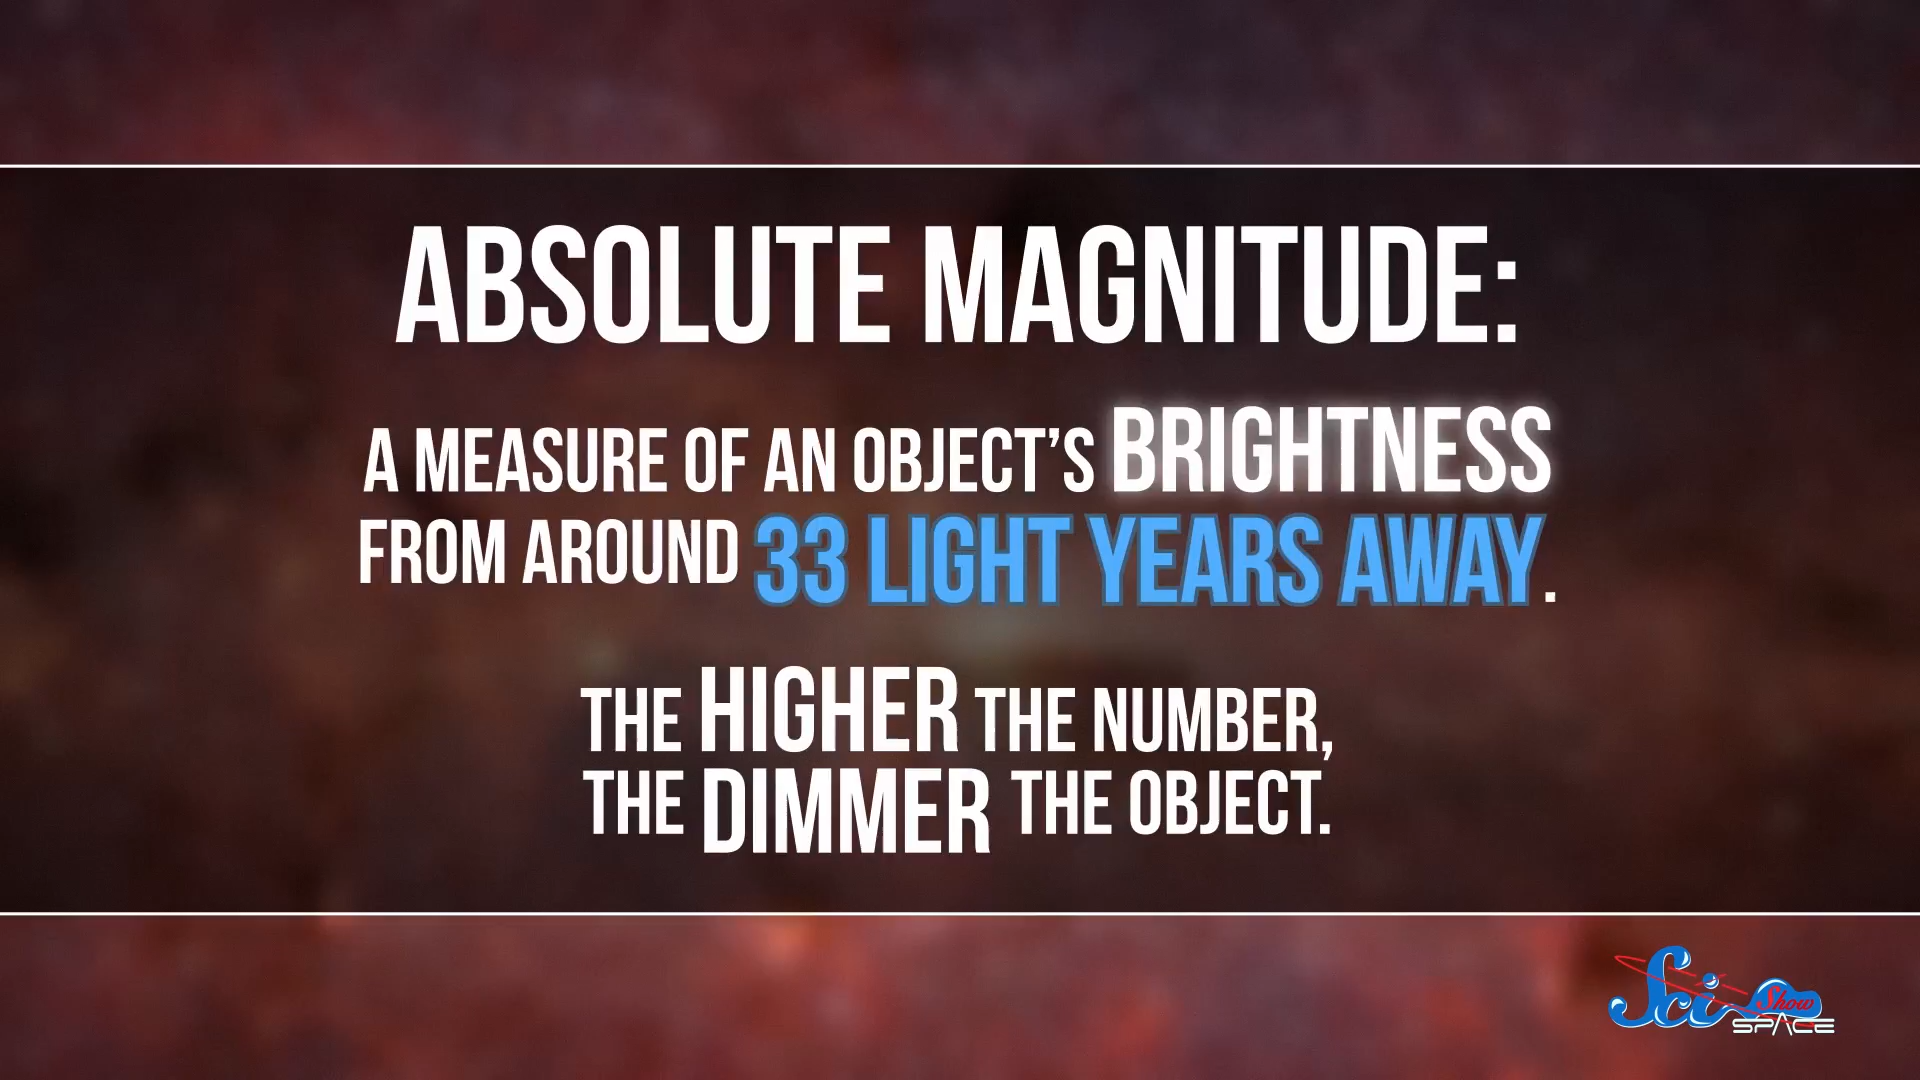 ABSOLUTE MAGNITUDE:
A MEASURE OF AN OBJECT’S BRIGHTNESS
FROM AROUND 33 LIGHT YEARS AWAY.
THE HIGHER THE NUMBER,
THE DIMMER THE OBJECT.
Sci Show
SPACE